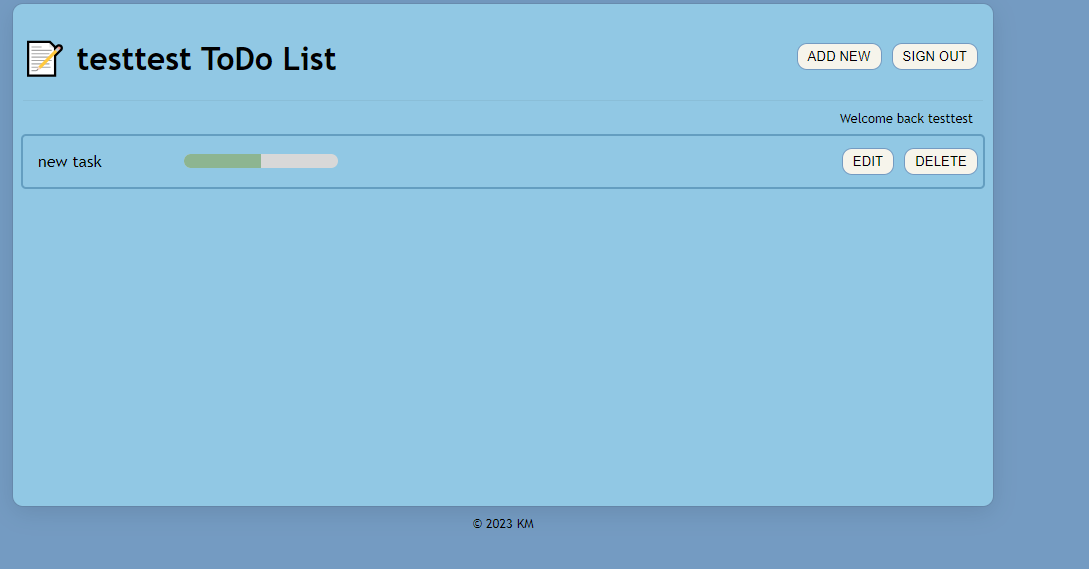 testtest ToDo List
ADD NEW
SIGN OUT
Welcome back testtest
new task
EDIT
DELETE
© 2023 KM